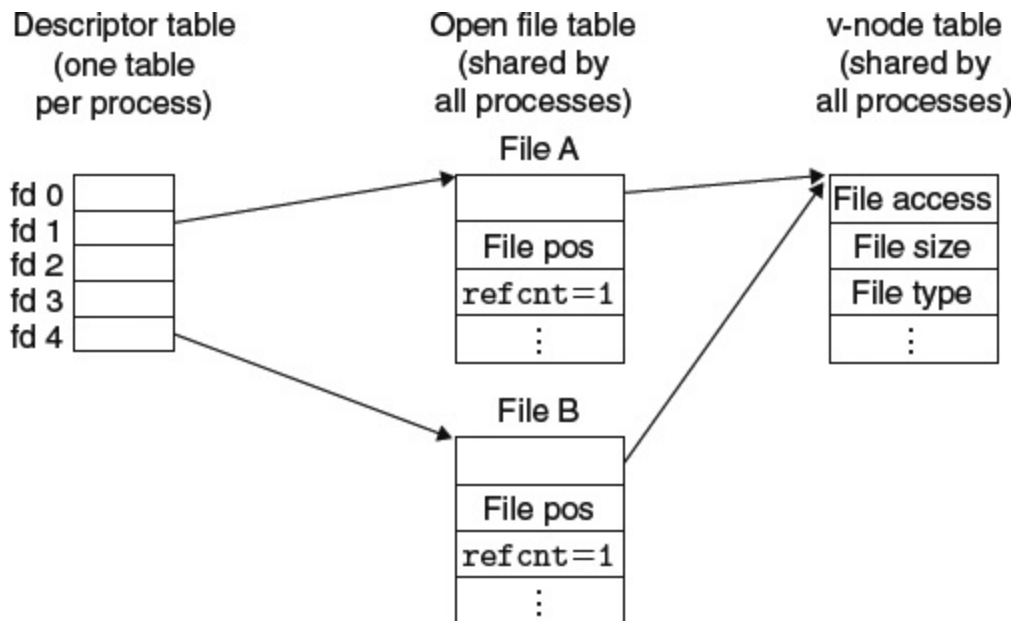 Descriptor table
(one table
per process)
Open file table
(shared by
all processes)
v-node table
(shared by
all processes)
File A
fd 0
fd 1
fd 2
fd 3
fd 4
File pos
refcnt=1
⋮
File access
File size
File type
⋮
File B
File pos
refcnt=1
⋮